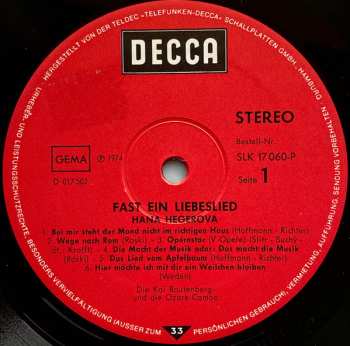 HERGESTELLT VON DER TELDEC »TELEFUNKEN-DECCA« SCHALLPLATTEN GMBH, HAMBURG
DECCA
STEREO
Bestell-Nr.
SLK 17 060-P
Seite 1
GEMA
℗ 1974
FAST EIN LIEBESLIED
HANA HEGEROVA
1. Bei mir steht der Mond nicht im richtigen Haus (Hoffmann - Richter)
2. Wege nach Rom
3. Opernstar
4. Die Macht der Musik oder: Das macht die Musik
5. Das Lied vom Apfelbaum (Hoffmann - Richter)
6. Hier möchte ich mit dir ein Weilchen bleiben
Die Kai Rautenberg-
und die Ozark-Combo
URHEBER- UND LEISTUNGSSCHUTZRECHTE, BESONDERS VERVIELFÄLTIGUNG (AUSSER ZUM
PERSÖNLICHEN GEBRAUCH), VERMIETUNG, AUFFÜHRUNG, SENDUNG VORBEHALTEN
33